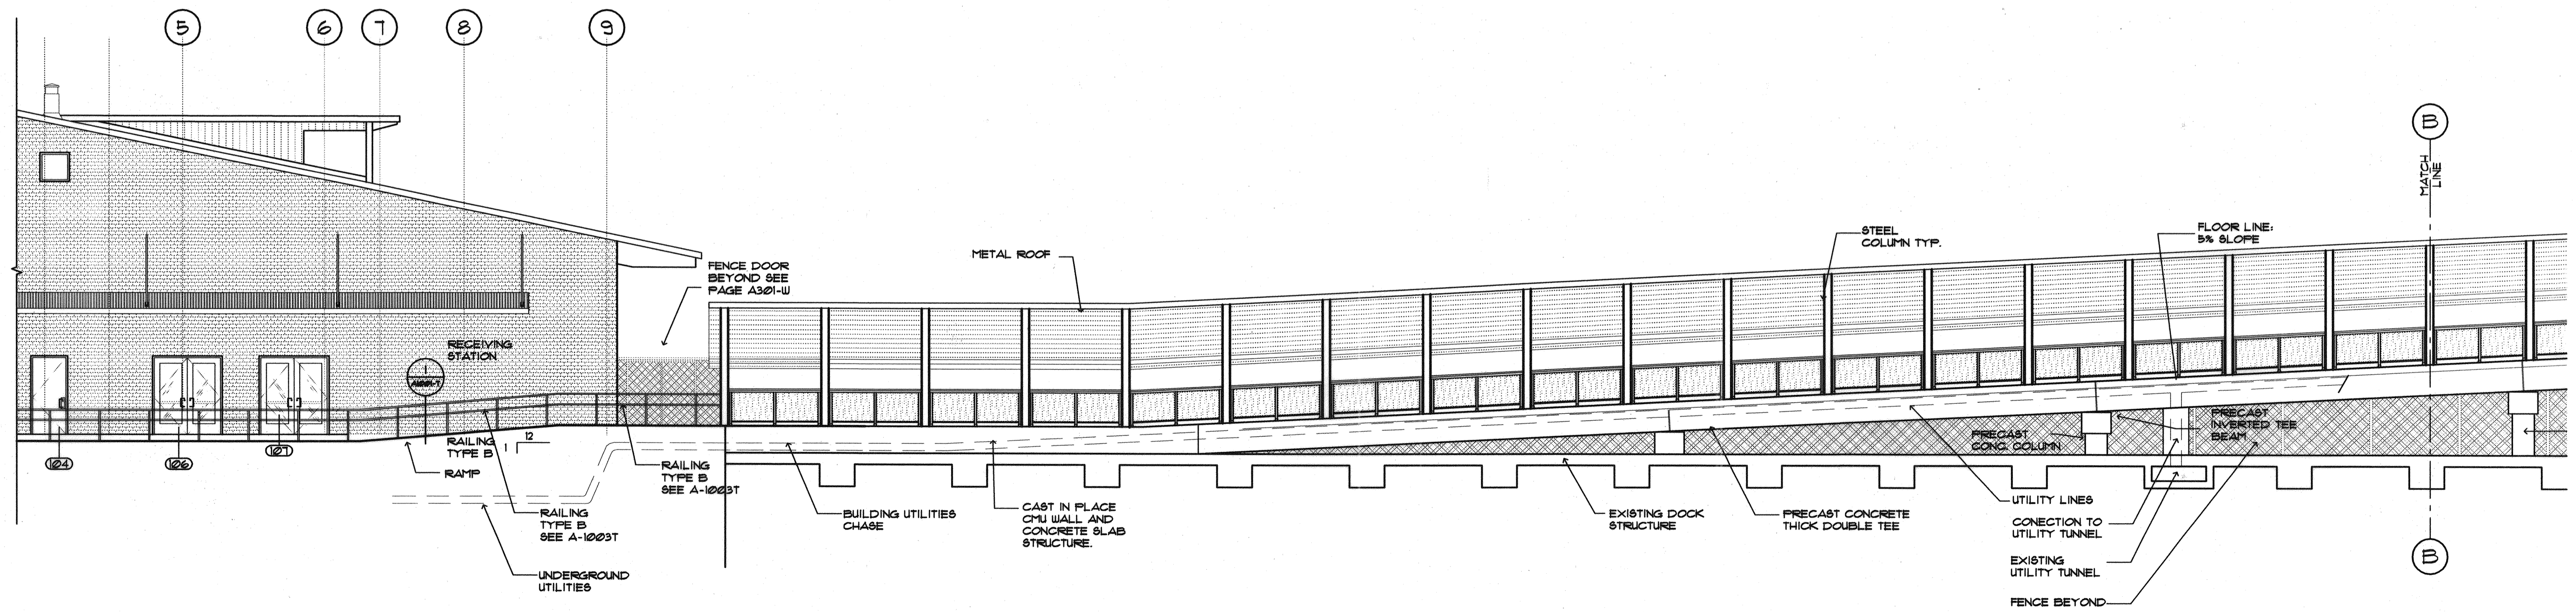 5
6
7
8
9
B
MATCH
LINE
FLOOR LINE:
5% SLOPE
STEEL
COLUMN TYP.
METAL ROOF
FENCE DOOR
BEYOND SEE
PAGE A301-W
RECEIVING
STATION
1
A1001-T
RAILING
TYPE B
12
1
RAMP
104
106
107
RAILING
TYPE B
SEE A-1003T
RAILING
TYPE B
SEE A-1003T
UNDERGROUND
UTILITIES
BUILDING UTILITIES
CHASE
CAST IN PLACE
CMU WALL AND
CONCRETE SLAB
STRUCTURE.
EXISTING DOCK
STRUCTURE
PRECAST CONCRETE
THICK DOUBLE TEE
PRECAST
CONC. COLUMN
PRECAST
INVERTED TEE
BEAM
UTILITY LINES
CONECTION TO
UTILITY TUNNEL
EXISTING
UTILITY TUNNEL
FENCE BEYOND
B